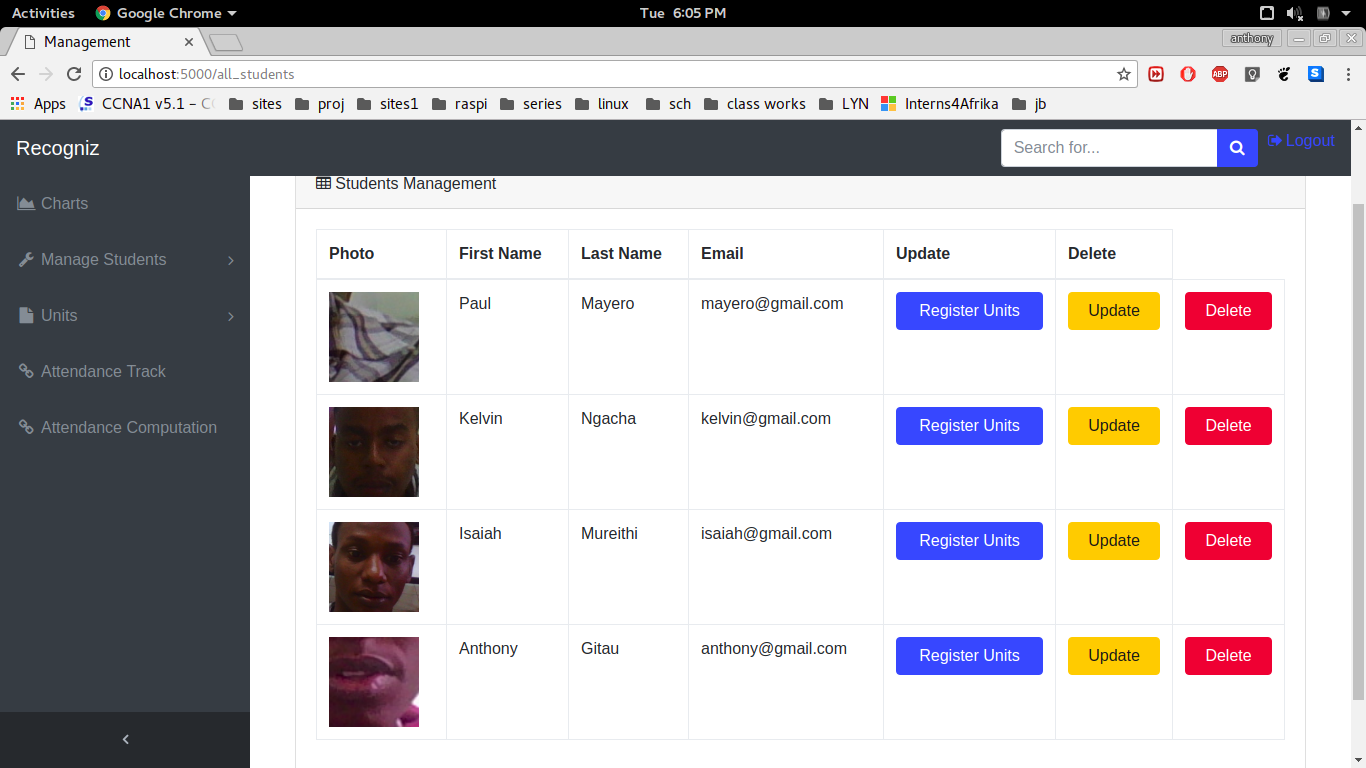 Activities Google Chrome Tue 6:05 PM
Management anthony
localhost:5000/all_students ABP S
Apps S CCNA1 v5.1 – CC sites proj sites1 raspi series linux sch class works LYN Interns4Afrika jb
Recogniz Search for... Logout
Students Management
Charts
Manage Students
Units
Attendance Track
Attendance Computation
Photo First Name Last Name Email Update Delete
Paul Mayero mayero@gmail.com Register Units Update Delete
Kelvin Ngacha kelvin@gmail.com Register Units Update Delete
Isaiah Mureithi isaiah@gmail.com Register Units Update Delete
Anthony Gitau anthony@gmail.com Register Units Update Delete